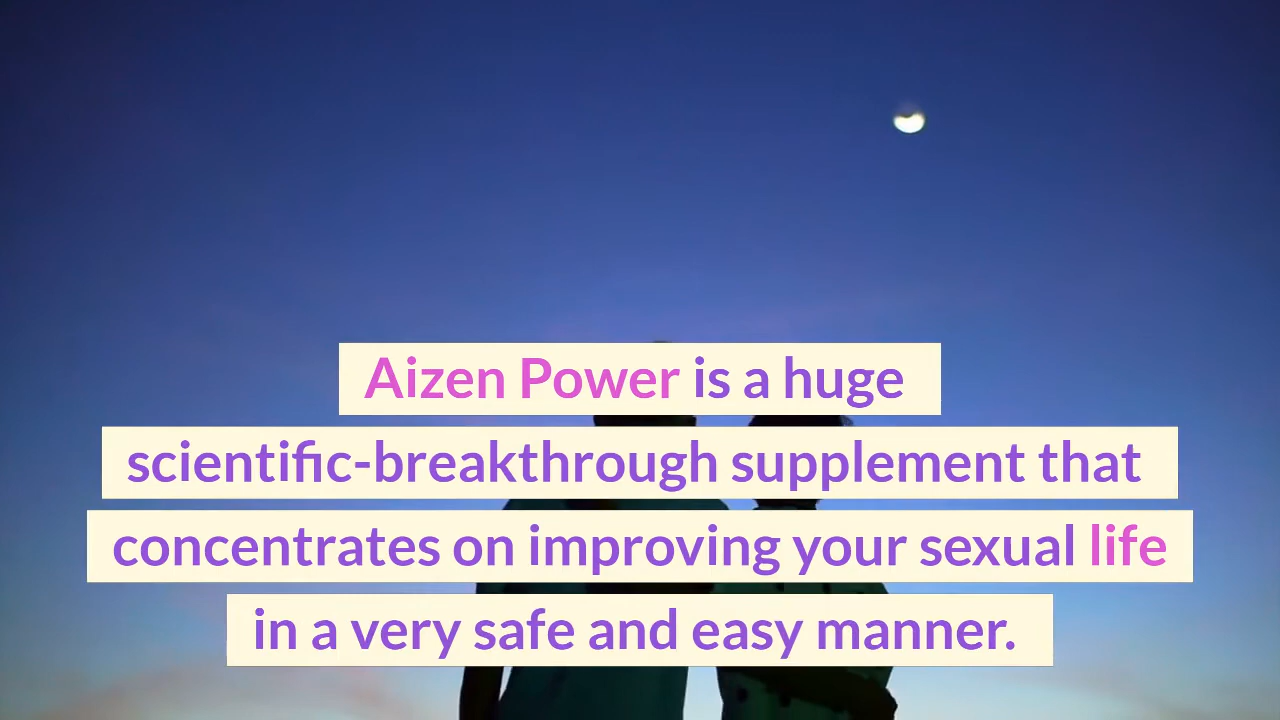 Aizen Power is a huge
scientific-breakthrough supplement that
concentrates on improving your sexual life
in a very safe and easy manner.